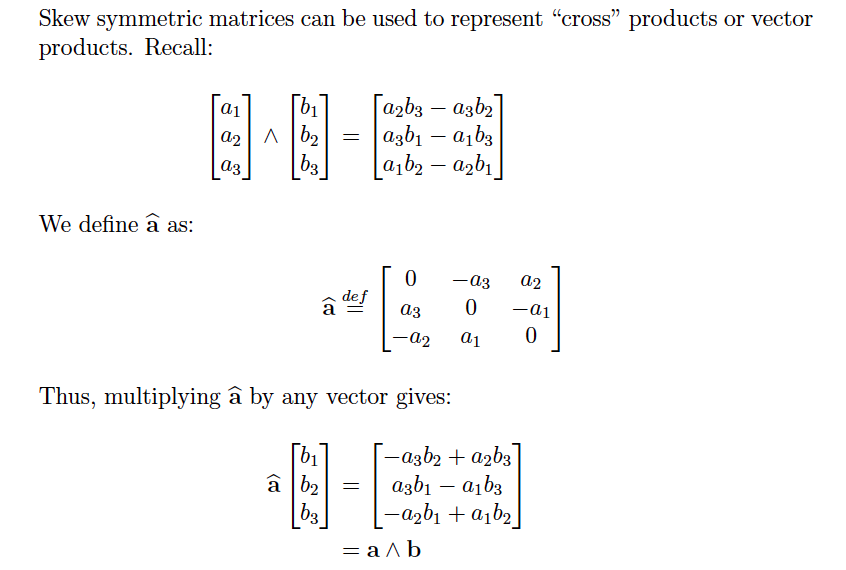 Skew symmetric matrices can be used to represent “cross” products or vector
products. Recall:
[a₁ a₂ a₃] ∧ [b₁ b₂ b₃] = [a₂b₃ − a₃b₂ a₃b₁ − a₁b₃ a₁b₂ − a₂b₁]
We define â as:
â def= [0 −a₃ a₂
a₃ 0 −a₁
−a₂ a₁ 0]
Thus, multiplying â by any vector gives:
â [b₁ b₂ b₃] = [−a₃b₂ + a₂b₃ a₃b₁ − a₁b₃ −a₂b₁ + a₁b₂]
= a ∧ b